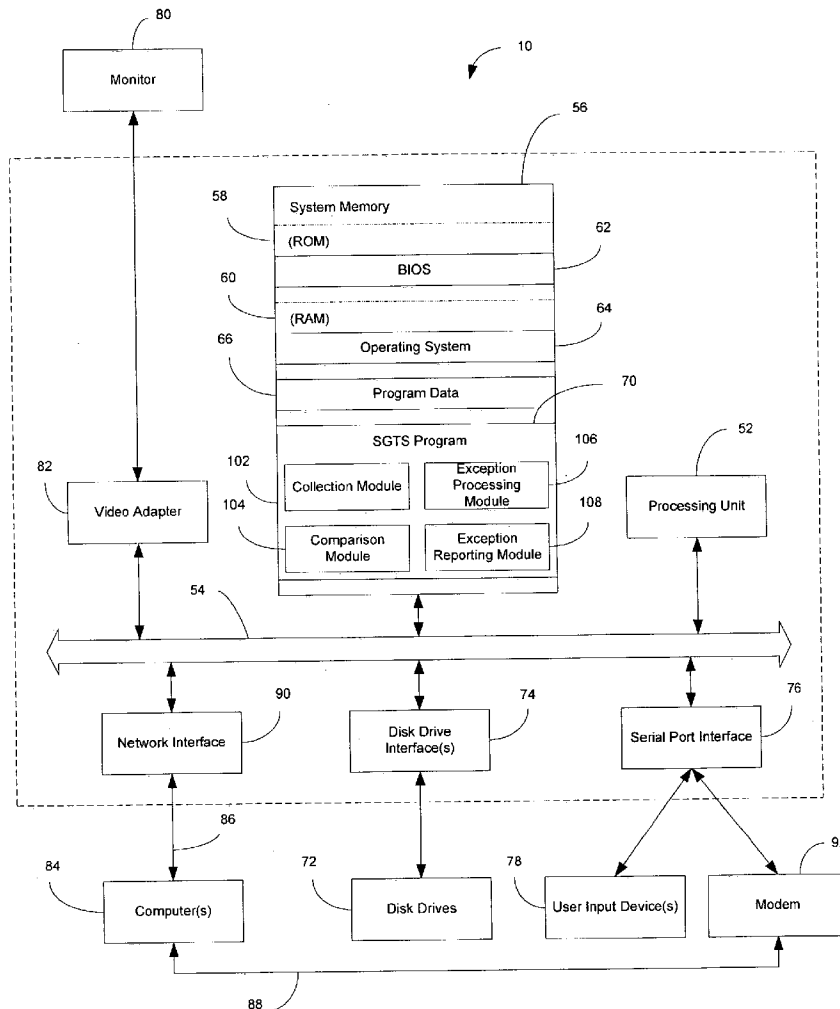 80
Monitor
10
56
58
System Memory
(ROM)
62
BIOS
60
64
(RAM)
66
Operating System
Program Data
70
SGTS Program
106
52
102
Collection Module
Exception
Processing
Module
82
Video Adapter
104
108
Processing Unit
Comparison
Module
Exception
Reporting Module
54
90
74
76
Network Interface
Disk Drive
Interface(s)
Serial Port Interface
86
84
72
78
9
Computer(s)
Disk Drives
User Input Device(s)
Modem
88